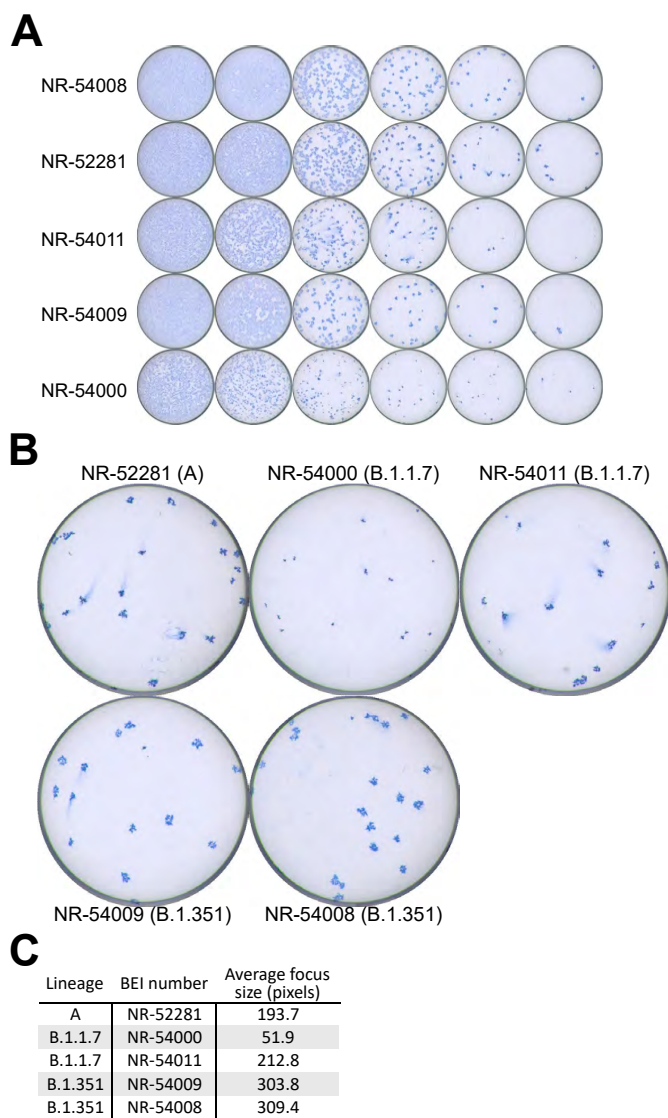 A
NR-54008
NR-52281
NR-54011
NR-54009
NR-54000
B
NR-52281 (A) NR-54000 (B.1.1.7) NR-54011 (B.1.1.7)
NR-54009 (B.1.351) NR-54008 (B.1.351)
C
Lineage BEI number Average focus size (pixels)
A NR-52281 193.7
B.1.1.7 NR-54000 51.9
B.1.1.7 NR-54011 212.8
B.1.351 NR-54009 303.8
B.1.351 NR-54008 309.4